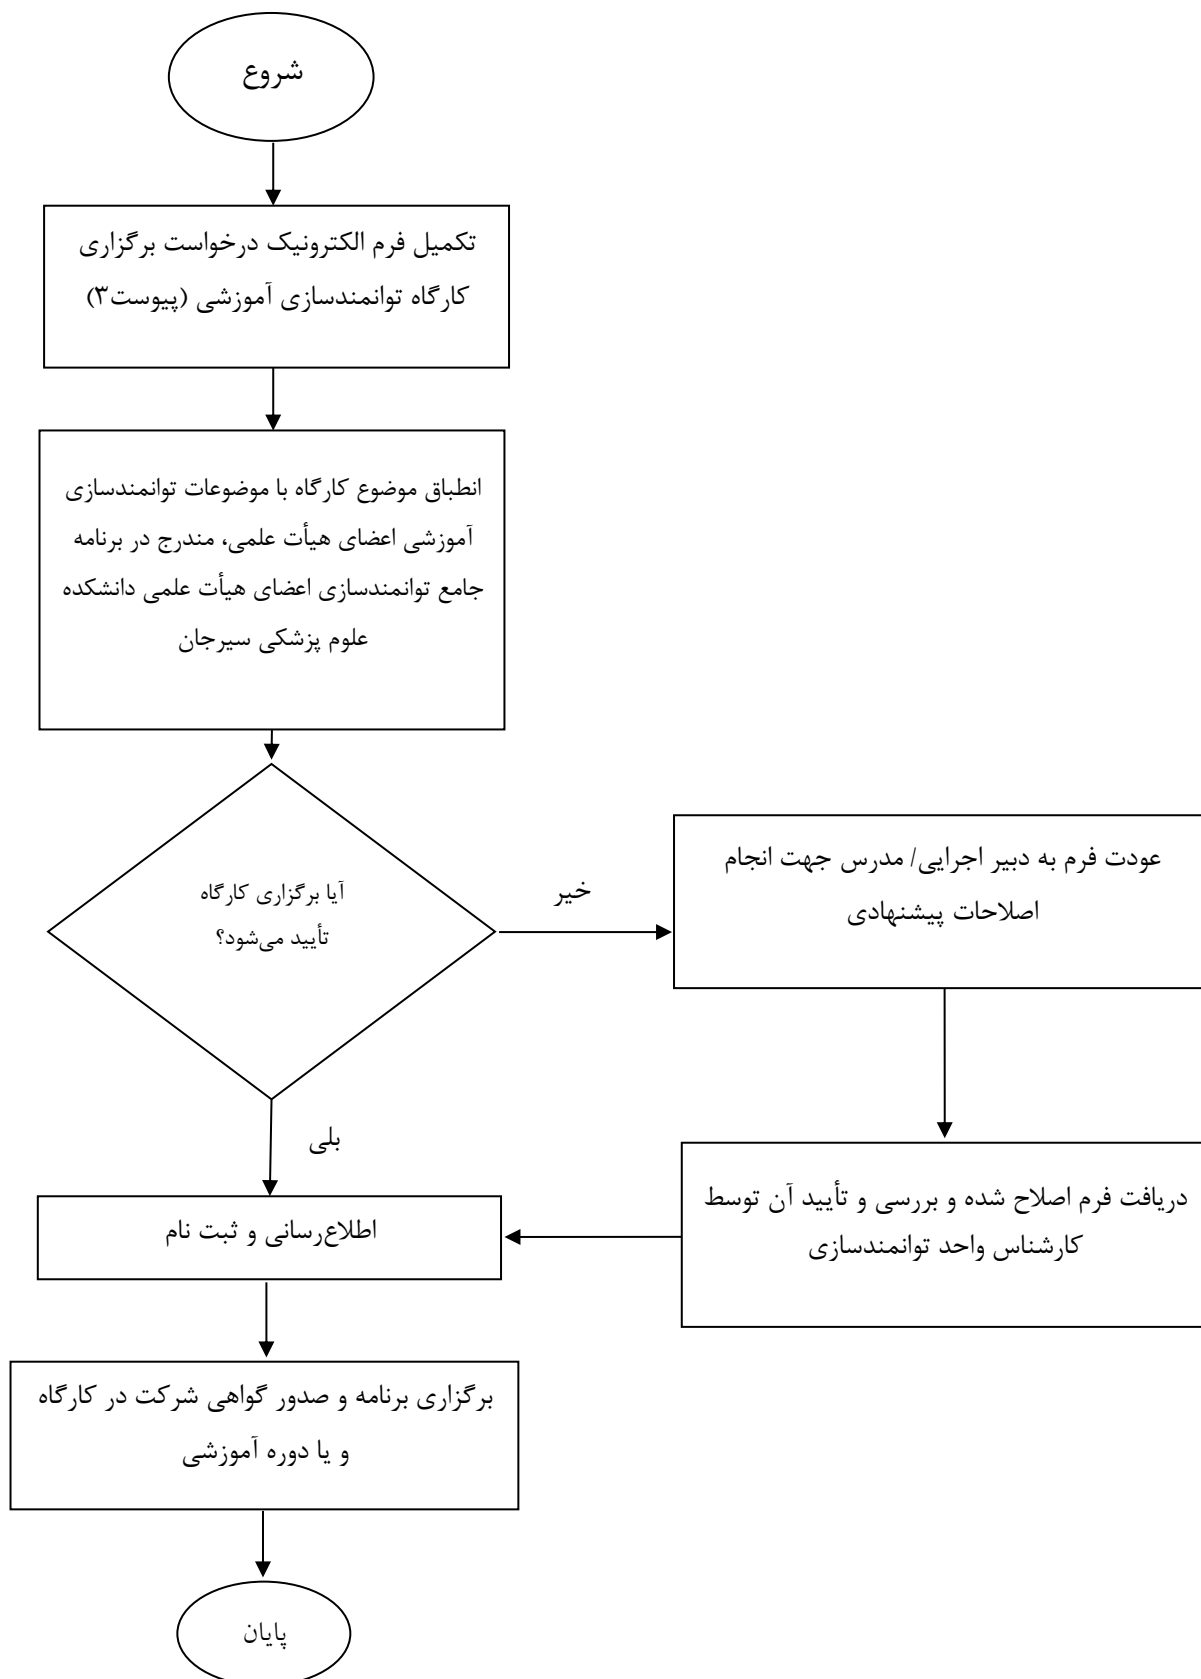 شروع
تکمیل فرم الکترونیک درخواست برگزاری
کارگاه توانمندسازی آموزشی (پیوست۳)
انطباق موضوع کارگاه با موضوعات توانمندسازی
آموزشی اعضای هیأت علمی، مندرج در برنامه
جامع توانمندسازی اعضای هیأت علمی دانشکده
علوم پزشکی سیرجان
آیا برگزاری کارگاه
تأیید می‌شود؟
خیر
عودت فرم به دبیر اجرایی/ مدرس جهت انجام
اصلاحات پیشنهادی
بلی
دریافت فرم اصلاح شده و بررسی و تأیید آن توسط
کارشناس واحد توانمندسازی
اطلاع‌رسانی و ثبت نام
برگزاری برنامه و صدور گواهی شرکت در کارگاه
و یا دوره آموزشی
پایان